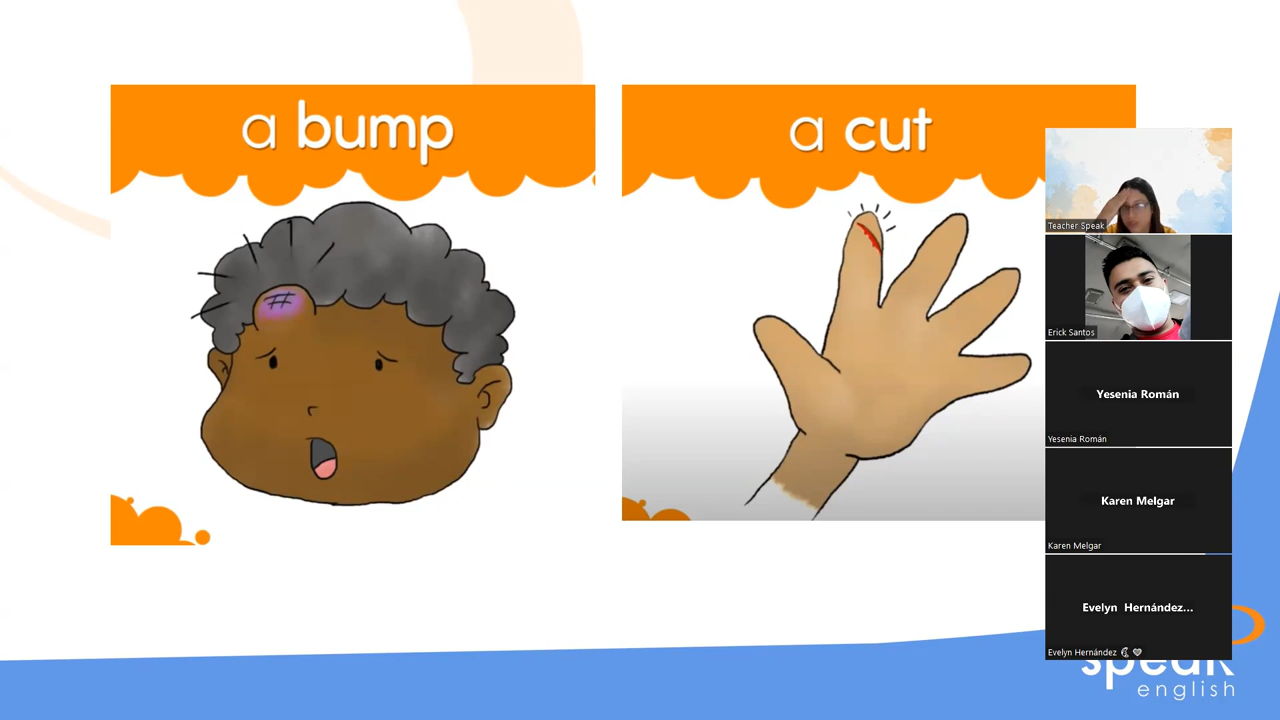 a bump
a cut
Teacher Speak
Erick Santos
Yesenia Román
Yesenia Román
Karen Melgar
Karen Melgar
Evelyn Hernández...
Evelyn Hernández
speak
english